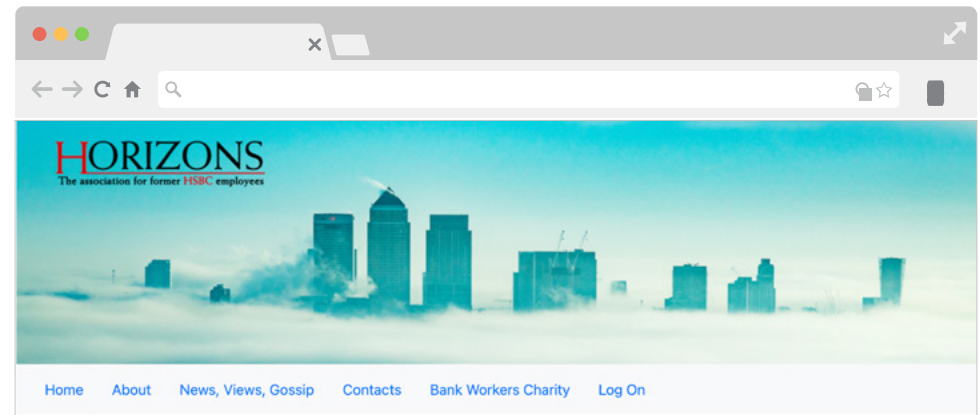 HORIZONS
The association for former HSBC employees
Home About News, Views, Gossip Contacts Bank Workers Charity Log On